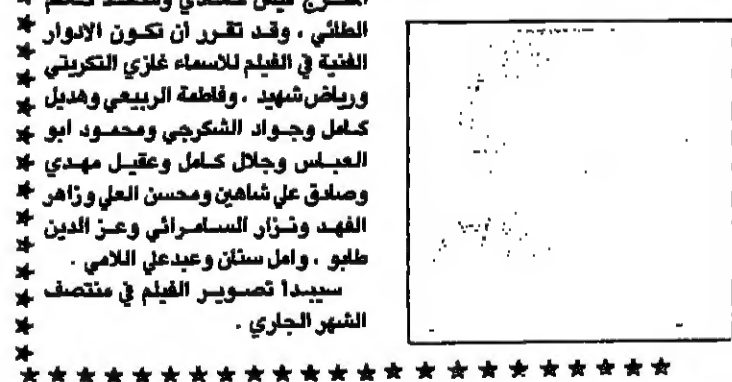 الطائي ، وقد تقرر أن تكون الادوار
الفنية في الفيلم للاسماء غازي التكريتي
ورياض شهيد ، وفاطمة الربيعي وهديل
كامل وجواد الشكرجي ومحمود ابو
العباس وجلال كامل وعقيل مهدي
وصادق علي شاهين ومحسن العلي وزاهر
الفهد ونزار السامرائي وعز الدين
طابو ، وامل سنان وعبدعلي اللامي .
سيبدأ تصوير الفيلم في منتصف
الشهر الجاري .